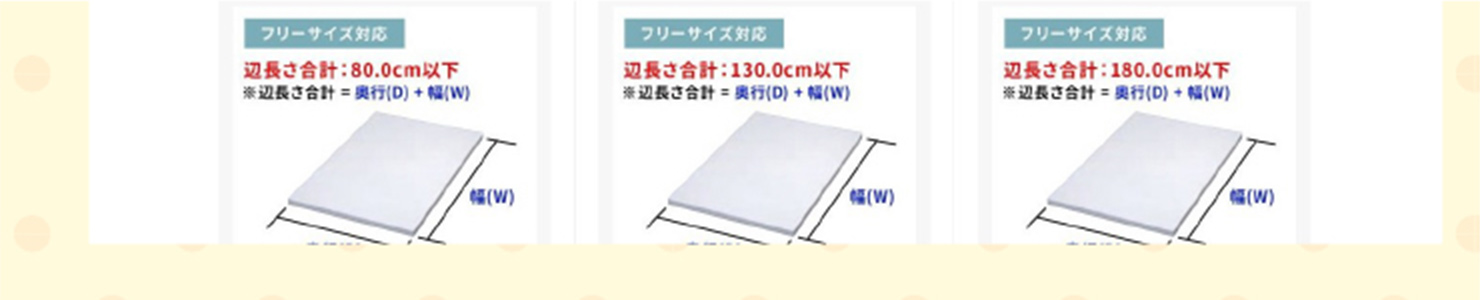 フリーサイズ対応
辺長さ合計：80.0cm以下
※辺長さ合計 = 奥行(D) + 幅(W)
幅(W)
フリーサイズ対応
辺長さ合計：130.0cm以下
※辺長さ合計 = 奥行(D) + 幅(W)
幅(W)
フリーサイズ対応
辺長さ合計：180.0cm以下
※辺長さ合計 = 奥行(D) + 幅(W)
幅(W)